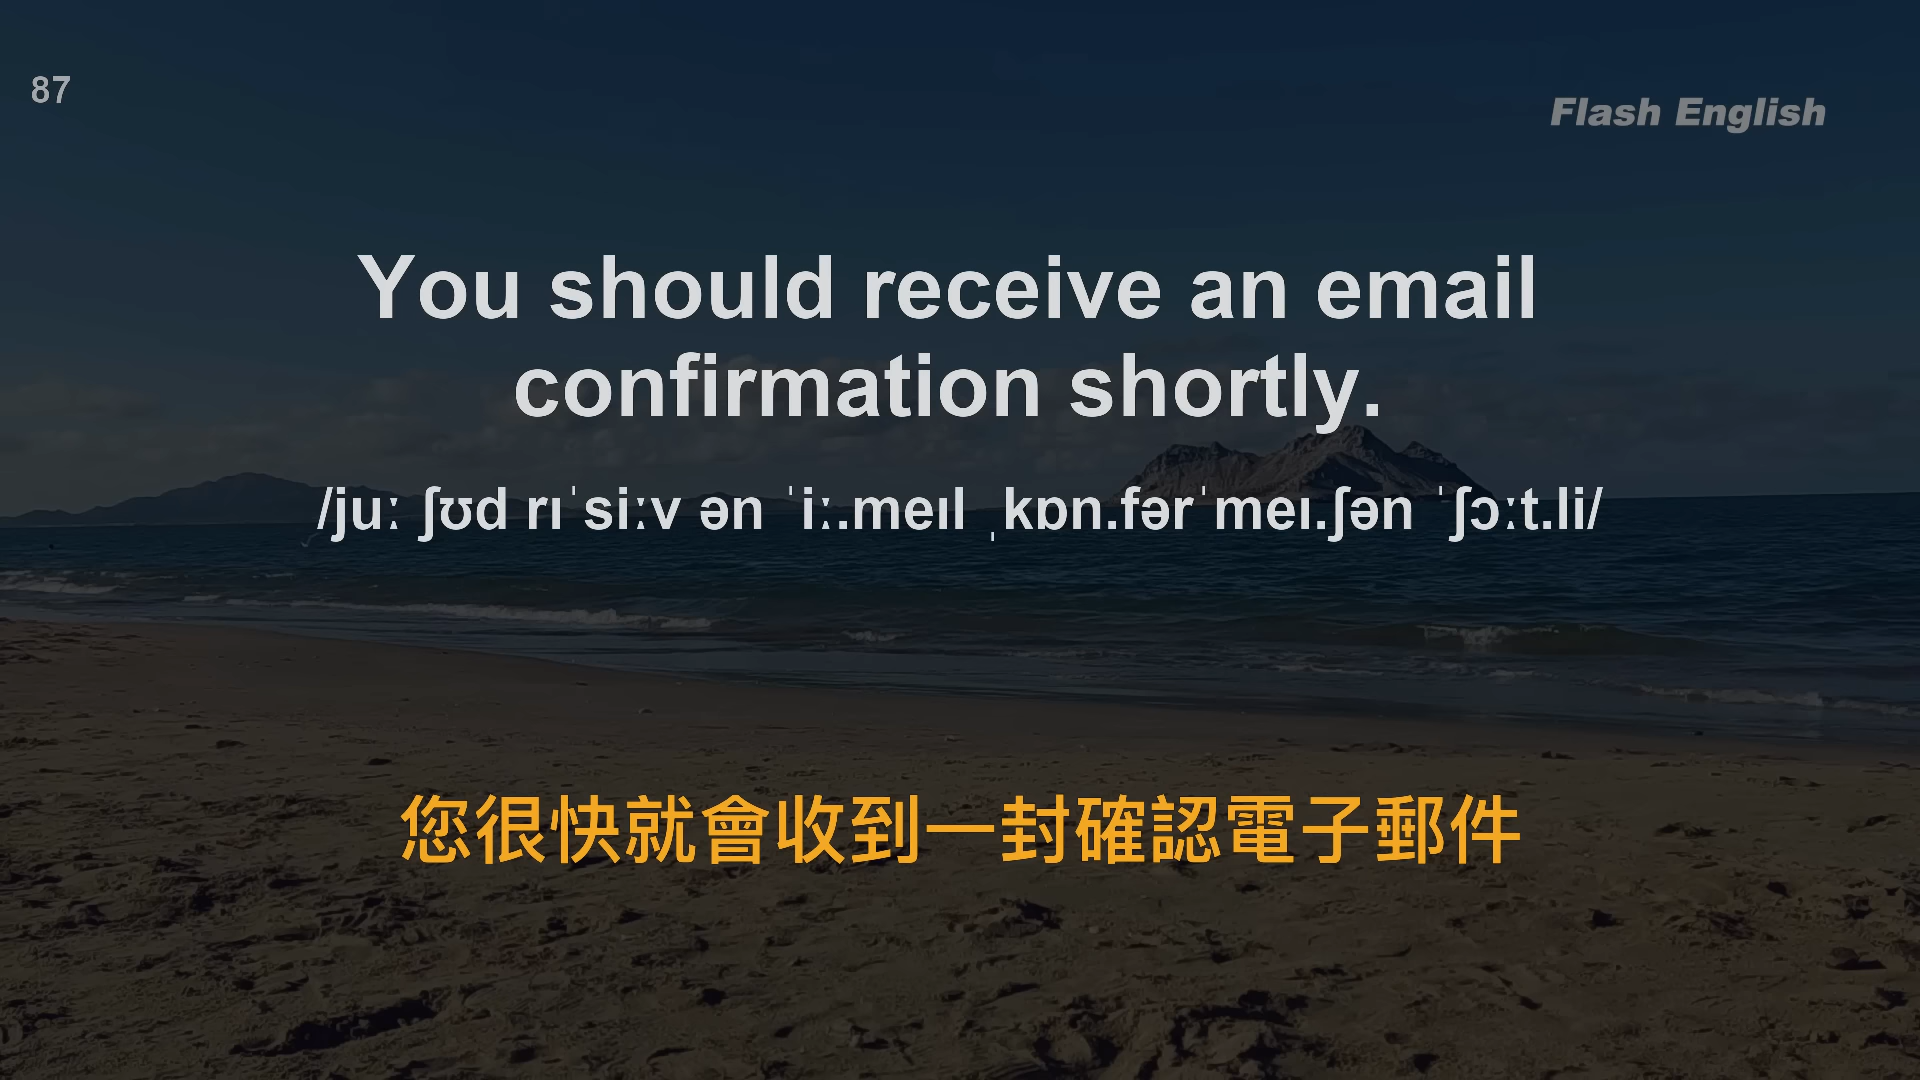 87
Flash English
You should receive an email
confirmation shortly.
/juː ʃʊd rɪˈsiːv ən ˈiː.meɪl ˌkɒn.fərˈmeɪ.ʃən ˈʃɔːt.li/
您很快就會收到一封確認電子郵件